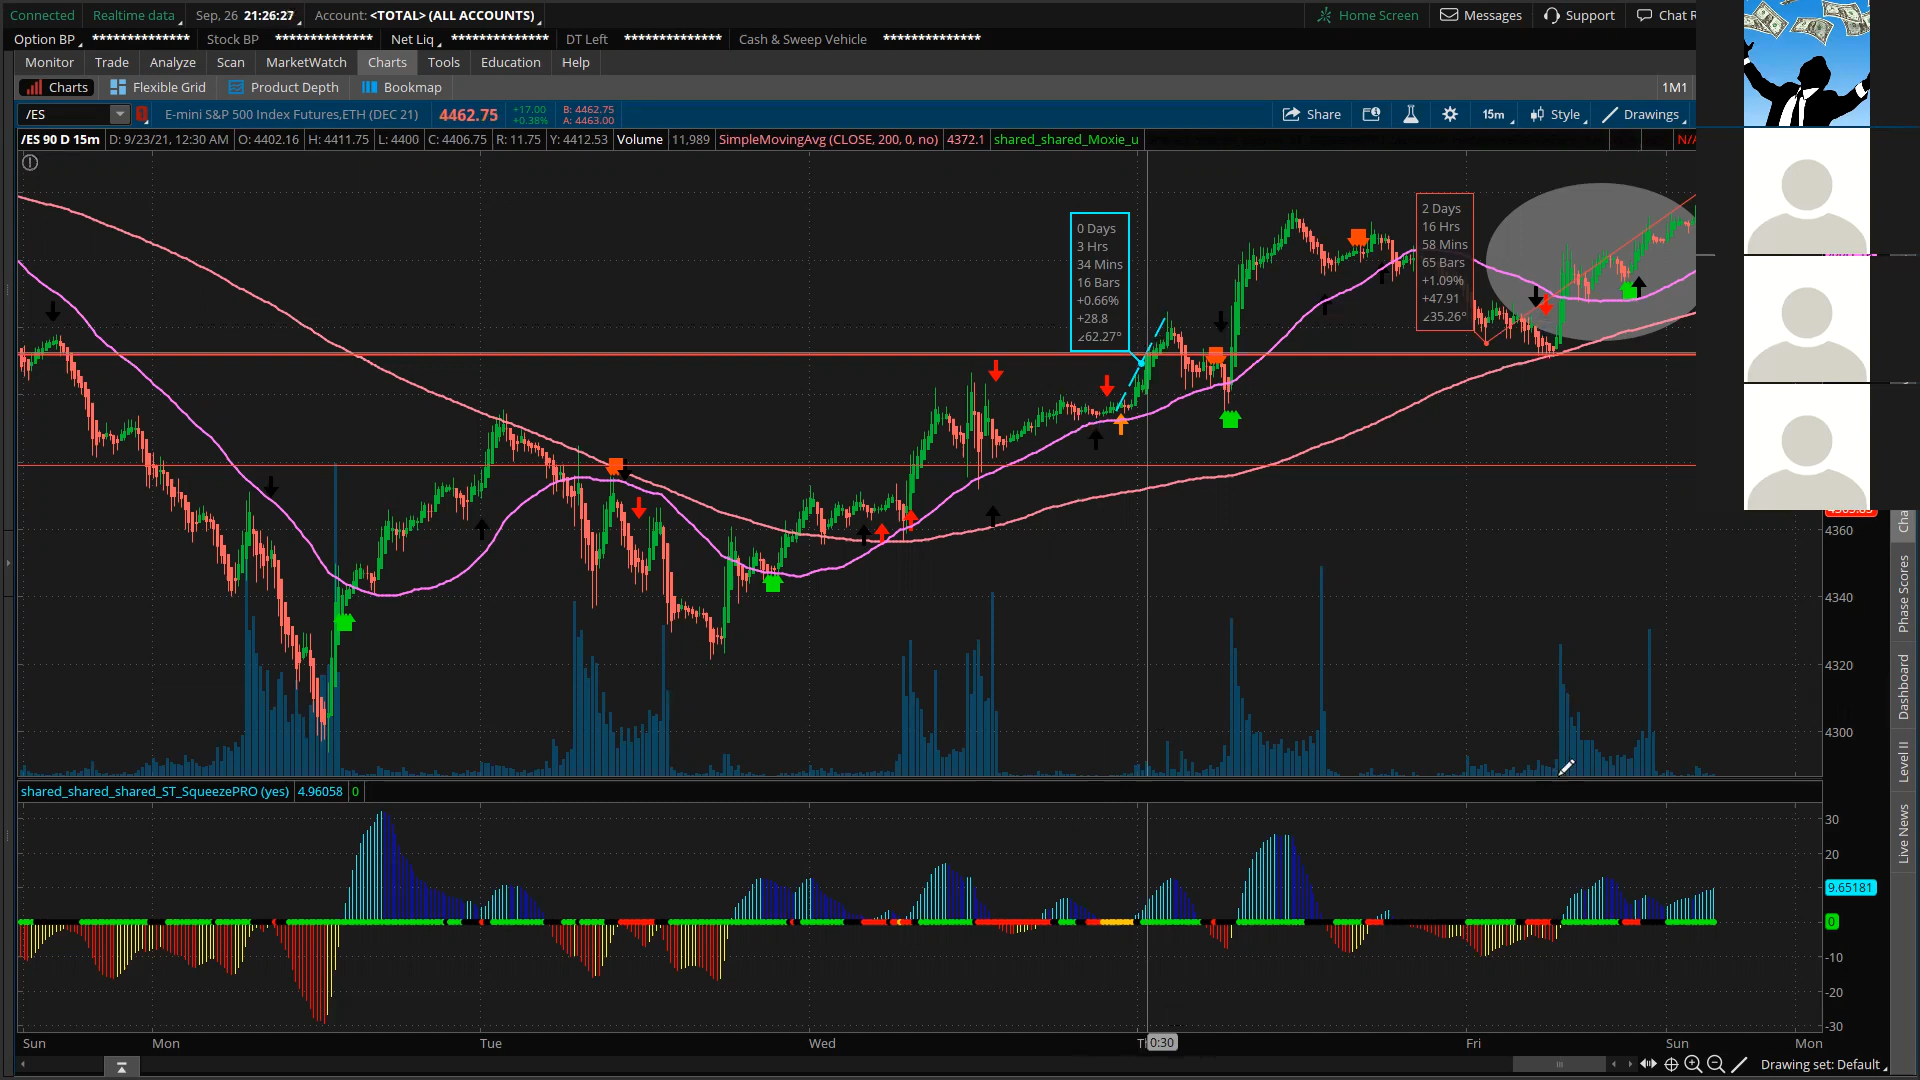 Connected Realtime data Sep, 26 21:26:27 Account: <TOTAL> (ALL ACCOUNTS) Home Screen Messages Support Chat R
Option BP ************** Stock BP ************** Net Liq ************** DT Left ************** Cash & Sweep Vehicle **************
Monitor Trade Analyze Scan MarketWatch Charts Tools Education Help
Charts Flexible Grid Product Depth Bookmap 1M1
/ES E-mini S&P 500 Index Futures,ETH (DEC 21) 4462.75 +17.00 +0.38% B: 4462.75 A: 4463.00 Share 15m Style Drawings
/ES 90 D 15m D: 9/23/21, 12:30 AM O: 4402.16 H: 4411.75 L: 4400 C: 4406.75 R: 11.75 Y: 4412.53 Volume 11,989 SimpleMovingAvg (CLOSE, 200, 0, no) 4372.1 shared_shared_Moxie_u N/A
0 Days
3 Hrs
34 Mins
16 Bars
+0.66%
+28.8
∠62.27°
2 Days
16 Hrs
58 Mins
65 Bars
+1.09%
+47.91
∠35.26°
4360
4340
4320
4300
Cha
Phase Scores
Dashboard
Level II
Live News
shared_shared_shared_ST_SqueezePRO (yes) 4.96058 0
30
20
9.65181
0
-10
-20
-30
Sun Mon Tue Wed Th 0:30 Fri Sun Mon
Drawing set: Default